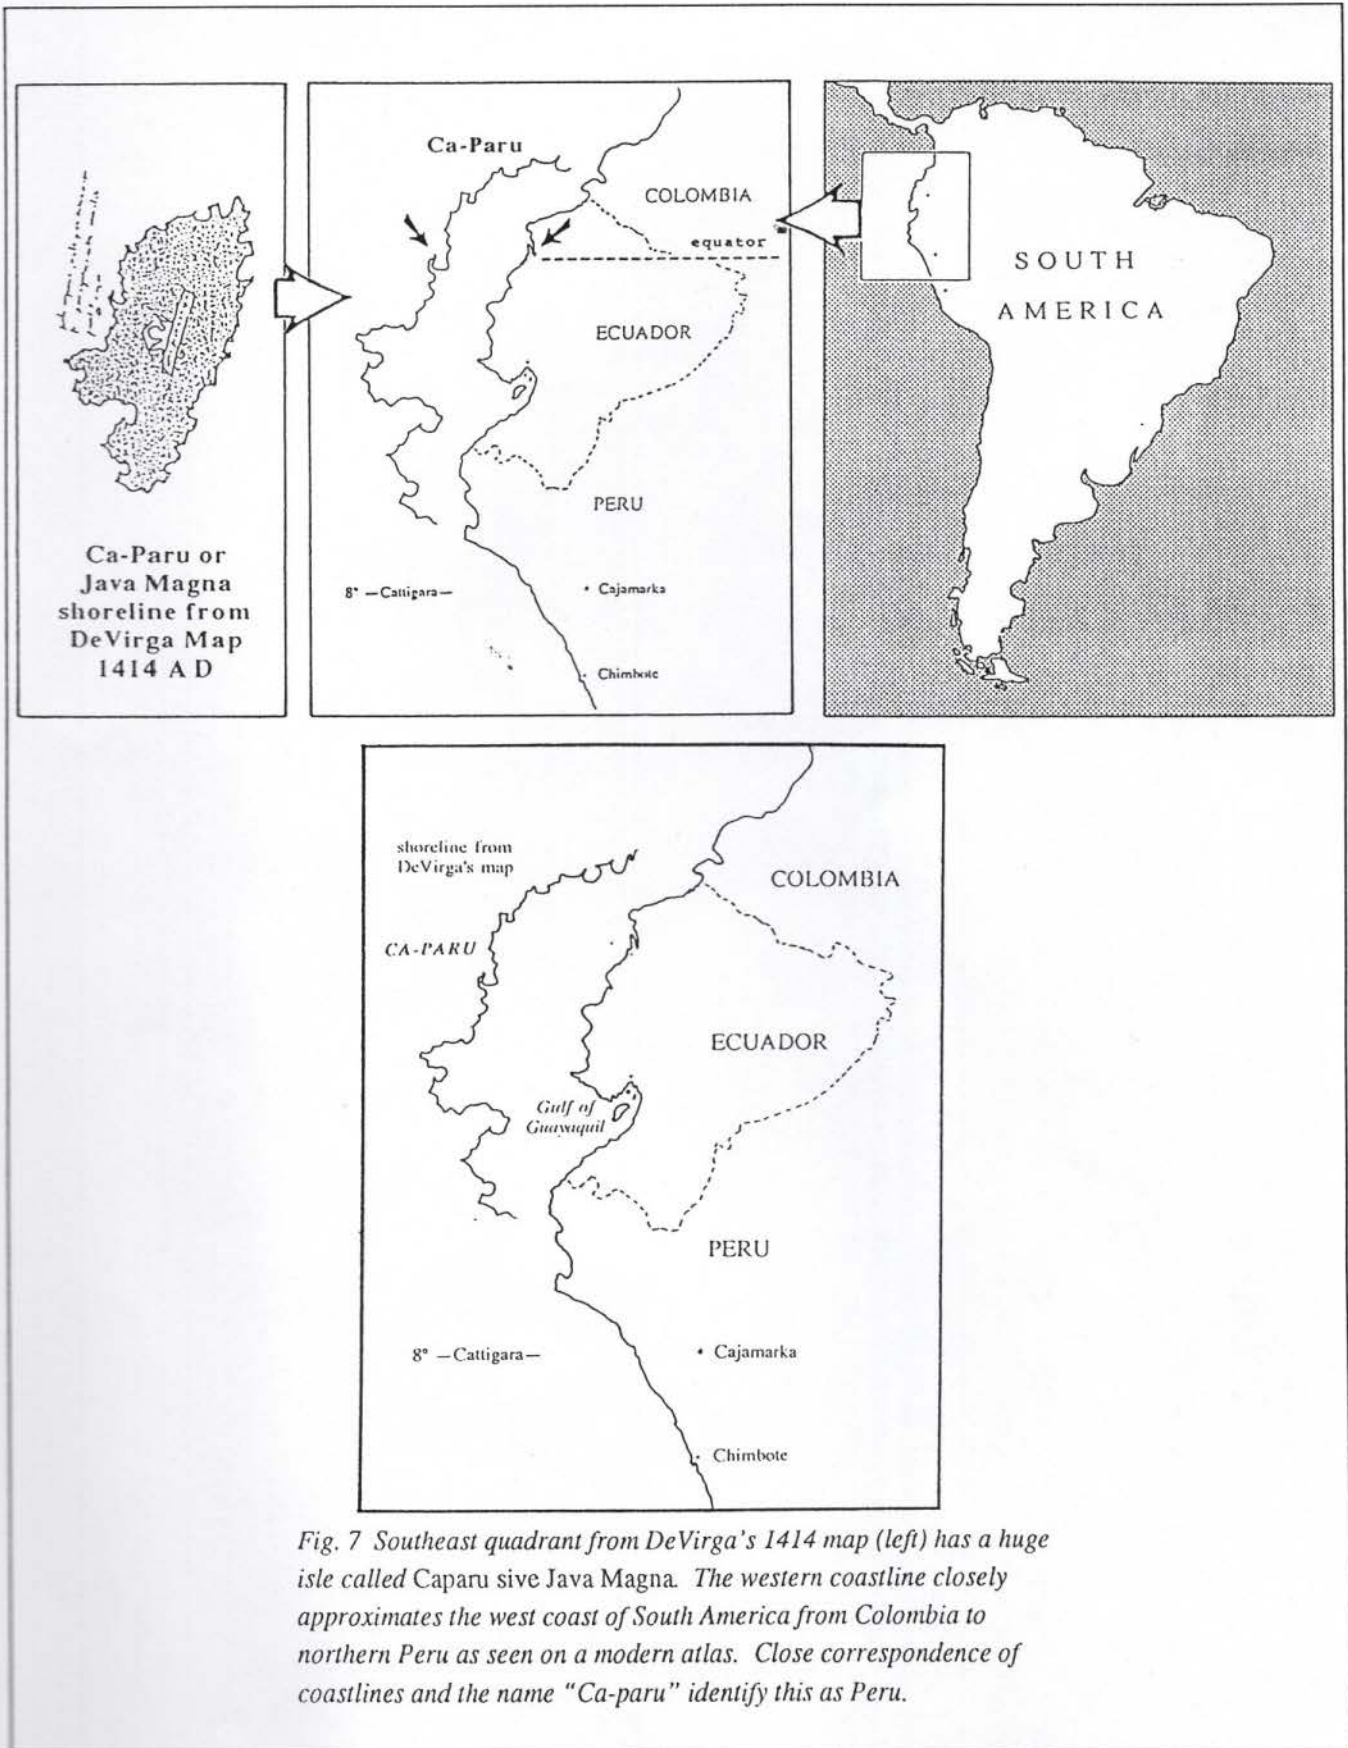 Ca-Paru or
Java Magna
shoreline from
DeVirga Map
1414 A D
Ca-Paru
COLOMBIA
equator
ECUADOR
PERU
8° —Cattigara—
• Cajamarka
Chimbote
SOUTH
AMERICA
shoreline from
DeVirga's map
COLOMBIA
CA-PARU
ECUADOR
Gulf of
Guayaquil
PERU
8° —Cattigara—
• Cajamarka
Chimbote
Fig. 7 Southeast quadrant from DeVirga's 1414 map (left) has a huge
isle called Caparu sive Java Magna. The western coastline closely
approximates the west coast of South America from Colombia to
northern Peru as seen on a modern atlas. Close correspondence of
coastlines and the name “Ca-paru” identify this as Peru.